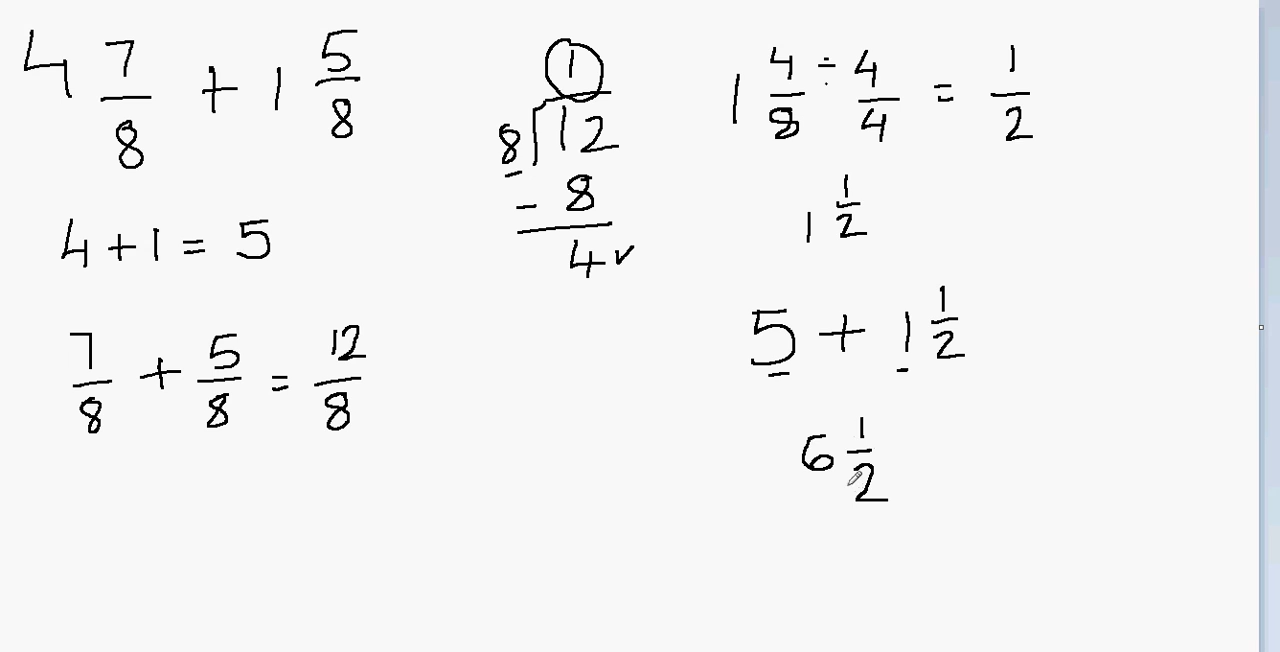 4 7/8 + 1 5/8
4 + 1 = 5
7/8 + 5/8 = 12/8
1
8 12
- 8
4 ✓
1 4/8 ÷ 4/4 = 1/2
1 1/2
5 + 1 1/2
6 1/2